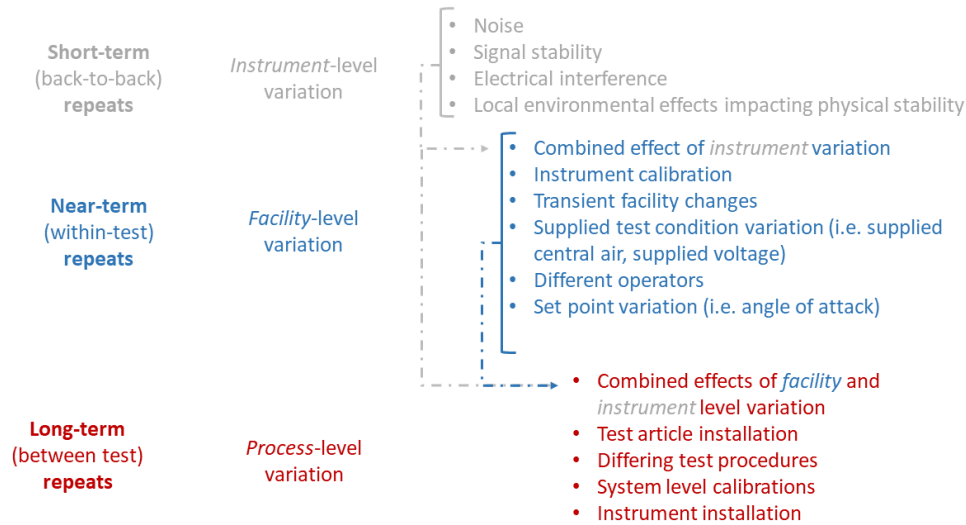 Short-term
(back-to-back)
repeats
Instrument-level
variation
• Noise
• Signal stability
• Electrical interference
• Local environmental effects impacting physical stability
Near-term
(within-test)
repeats
Facility-level
variation
• Combined effect of instrument variation
• Instrument calibration
• Transient facility changes
• Supplied test condition variation (i.e. supplied
central air, supplied voltage)
• Different operators
• Set point variation (i.e. angle of attack)
Long-term
(between test)
repeats
Process-level
variation
• Combined effects of facility and
instrument level variation
• Test article installation
• Differing test procedures
• System level calibrations
• Instrument installation